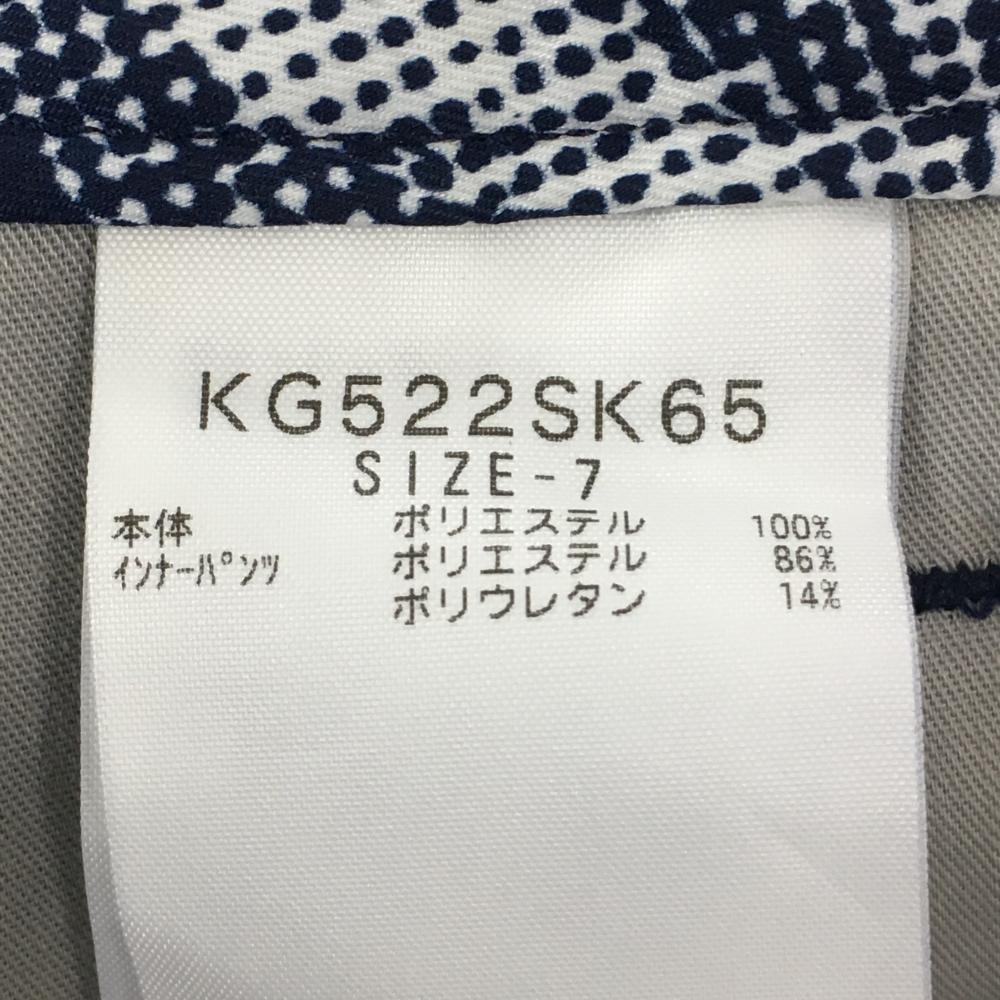 KG522SK65
SIZE-7
本体 ポリエステル 100%
ｲﾝﾅｰﾊﾟﾝﾂ ポリエステル 86%
ポリウレタン 14%